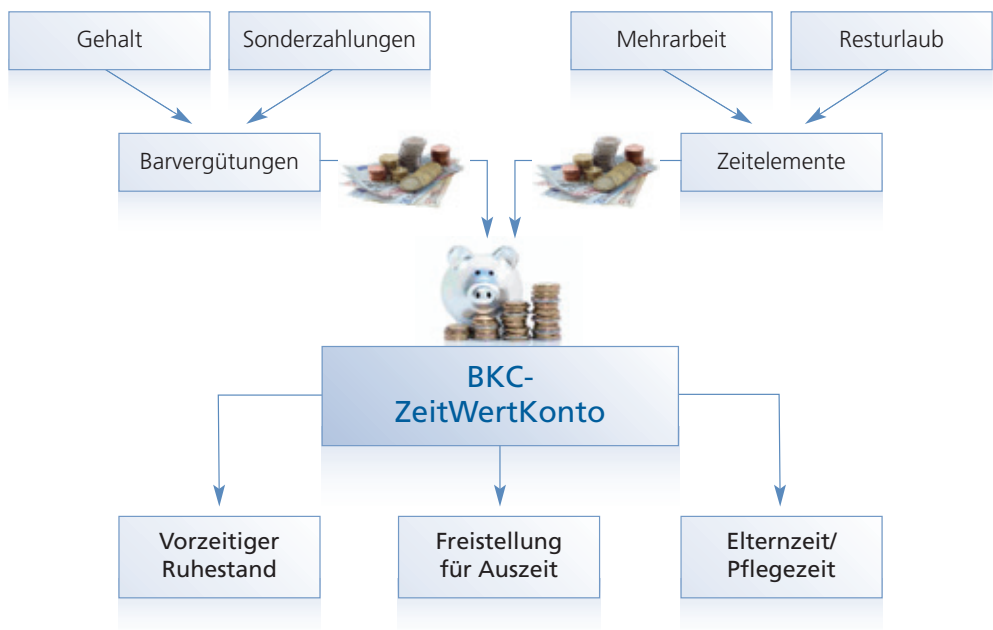 Gehalt
Sonderzahlungen
Mehrarbeit
Resturlaub
Barvergütungen
Zeitelemente
BKC-
ZeitWertKonto
Vorzeitiger
Ruhestand
Freistellung
für Auszeit
Elternzeit/
Pflegezeit